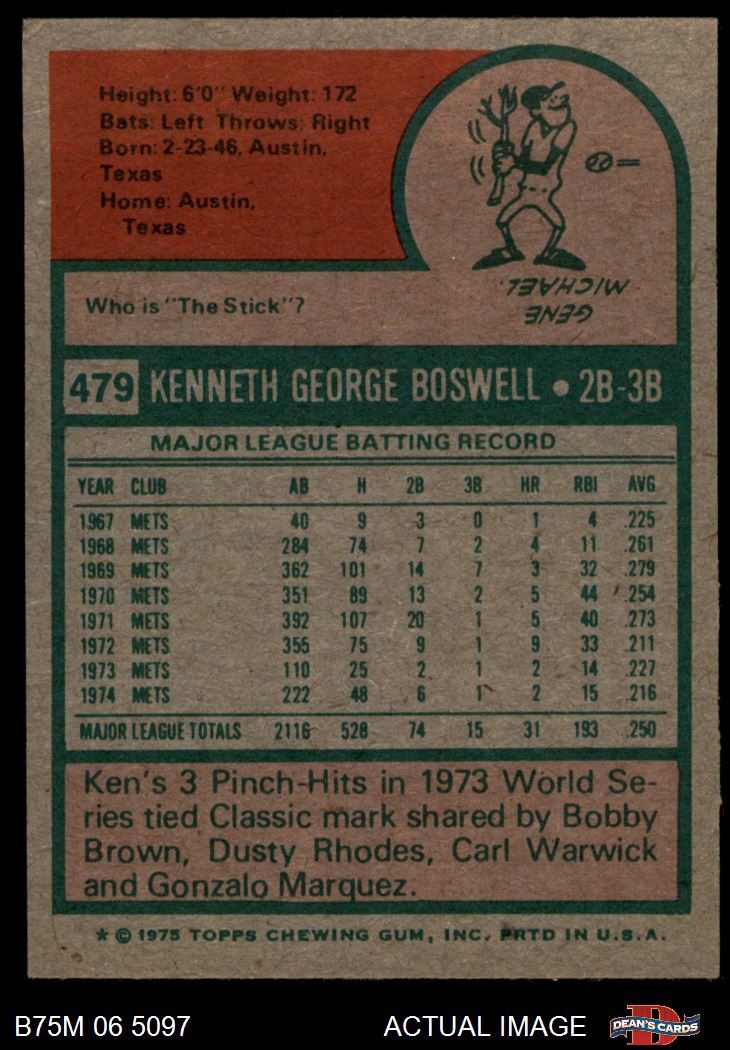 Height: 6'0" Weight: 172
Bats: Left Throws: Right
Born: 2-23-46, Austin,
Texas
Home: Austin,
Texas
Who is "The Stick"?
GENE
MICHAEL.
479 KENNETH GEORGE BOSWELL • 2B-3B
MAJOR LEAGUE BATTING RECORD
YEAR CLUB AB H 2B 3B HR RBI AVG
1967 METS 40 9 3 0 1 4 .225
1968 METS 284 74 7 2 4 11 .261
1969 METS 362 101 14 7 3 32 .279
1970 METS 351 89 13 2 5 44 .254
1971 METS 392 107 20 1 5 40 .273
1972 METS 355 75 9 1 9 33 .211
1973 METS 110 25 2 1 2 14 .227
1974 METS 222 48 6 1 2 15 .216
MAJOR LEAGUE TOTALS 2116 528 74 15 31 193 .250
Ken's 3 Pinch-Hits in 1973 World Se-
ries tied Classic mark shared by Bobby
Brown, Dusty Rhodes, Carl Warwick
and Gonzalo Marquez.
* © 1975 TOPPS CHEWING GUM, INC. PRTD IN U.S.A.
B75M 06 5097 ACTUAL IMAGE
D
DEAN'S CARDS